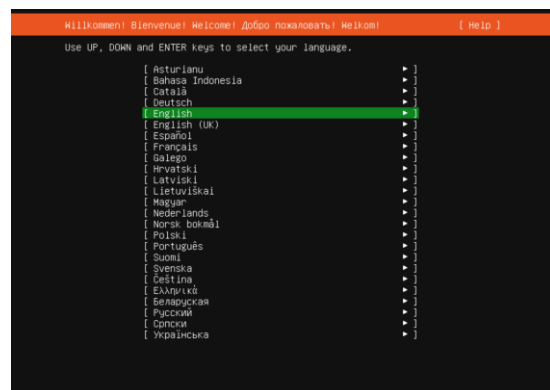 Willkommen! Bienvenue! Welcome! Добро пожаловать! Welkom! [ Help ]
Use UP, DOWN and ENTER keys to select your language.
[ Asturianu ► ]
[ Bahasa Indonesia ► ]
[ Català ► ]
[ Deutsch ► ]
[ English ► ]
[ English (UK) ► ]
[ Español ► ]
[ Français ► ]
[ Galego ► ]
[ Hrvatski ► ]
[ Latviski ► ]
[ Lietuviškai ► ]
[ Magyar ► ]
[ Nederlands ► ]
[ Norsk bokmål ► ]
[ Polski ► ]
[ Português ► ]
[ Suomi ► ]
[ Svenska ► ]
[ Čeština ► ]
[ Ελληνικά ► ]
[ Беларуская ► ]
[ Русский ► ]
[ Српски ► ]
[ Українська ► ]